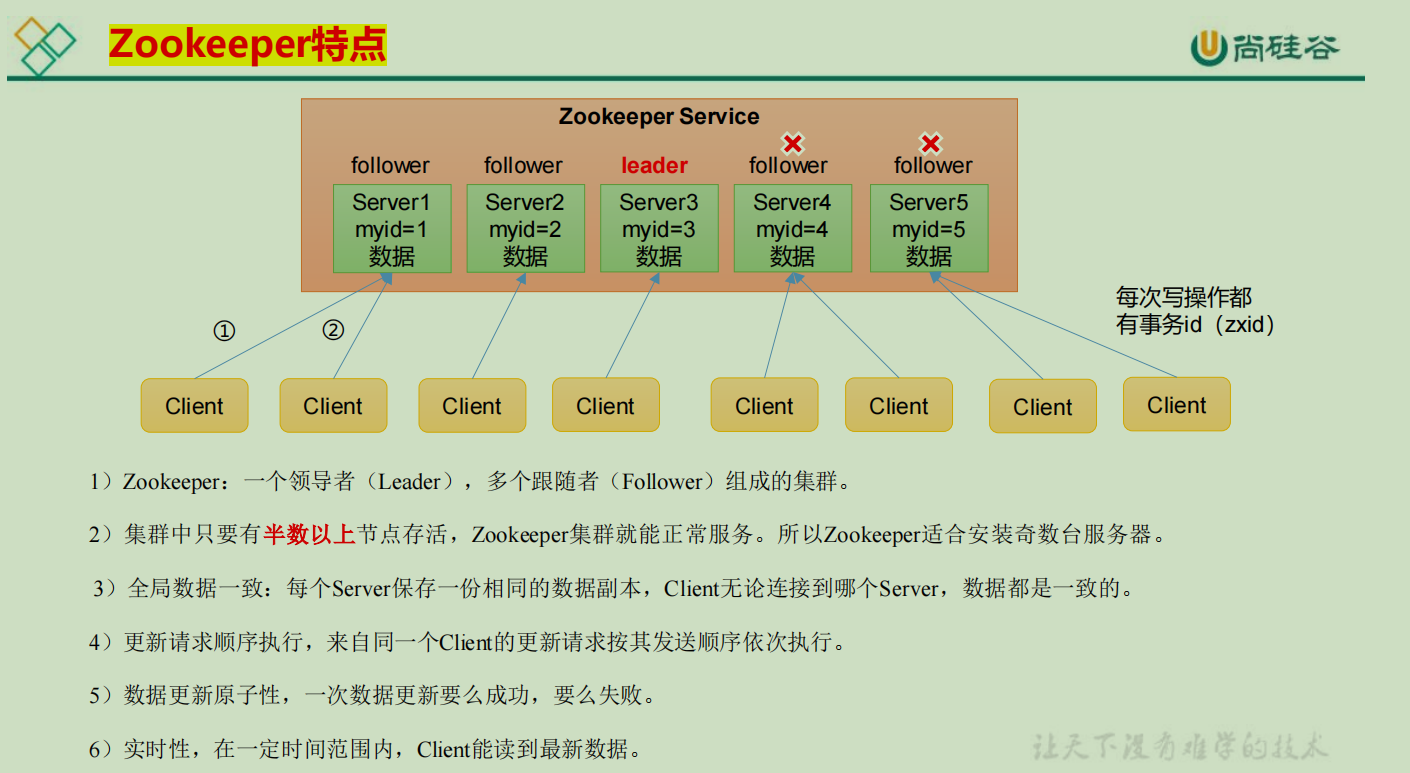 Zookeeper特点
尚硅谷
Zookeeper Service
follower
follower
leader
follower
follower
Server1
myid=1
数据
Server2
myid=2
数据
Server3
myid=3
数据
Server4
myid=4
数据
Server5
myid=5
数据
每次写操作都
有事务id（zxid）
①
②
Client
Client
Client
Client
Client
Client
Client
Client
1）Zookeeper：一个领导者（Leader），多个跟随者（Follower）组成的集群。
2）集群中只要有半数以上节点存活，Zookeeper集群就能正常服务。所以Zookeeper适合安装奇数台服务器。
3）全局数据一致：每个Server保存一份相同的数据副本，Client无论连接到哪个Server，数据都是一致的。
4）更新请求顺序执行，来自同一个Client的更新请求按其发送顺序依次执行。
5）数据更新原子性，一次数据更新要么成功，要么失败。
6）实时性，在一定时间范围内，Client能读到最新数据。
让天下没有难学的技术